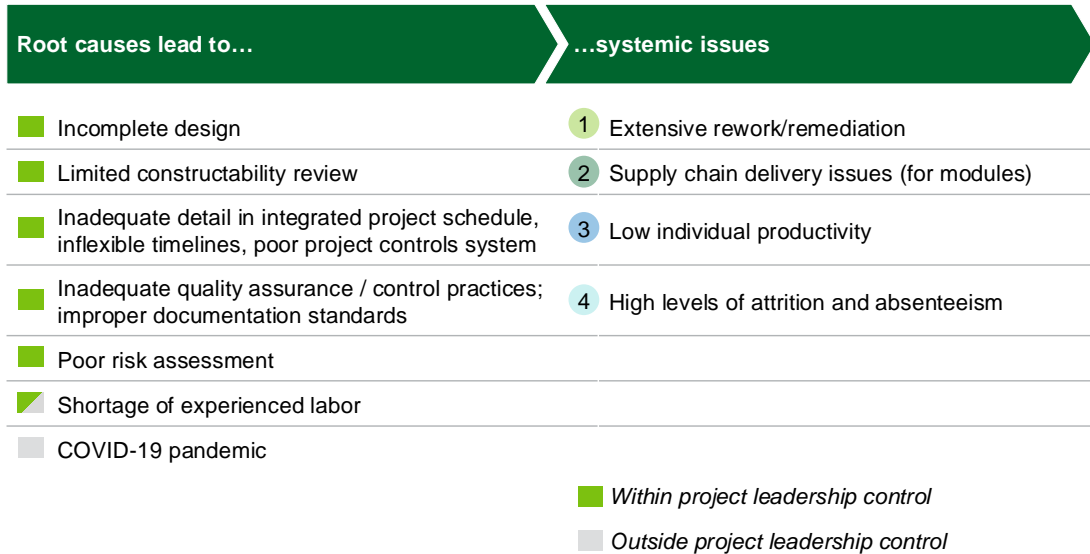 Root causes lead to…
…systemic issues
Incomplete design
Limited constructability review
Inadequate detail in integrated project schedule,
inflexible timelines, poor project controls system
Inadequate quality assurance / control practices;
improper documentation standards
Poor risk assessment
Shortage of experienced labor
COVID-19 pandemic
1 Extensive rework/remediation
2 Supply chain delivery issues (for modules)
3 Low individual productivity
4 High levels of attrition and absenteeism
Within project leadership control
Outside project leadership control